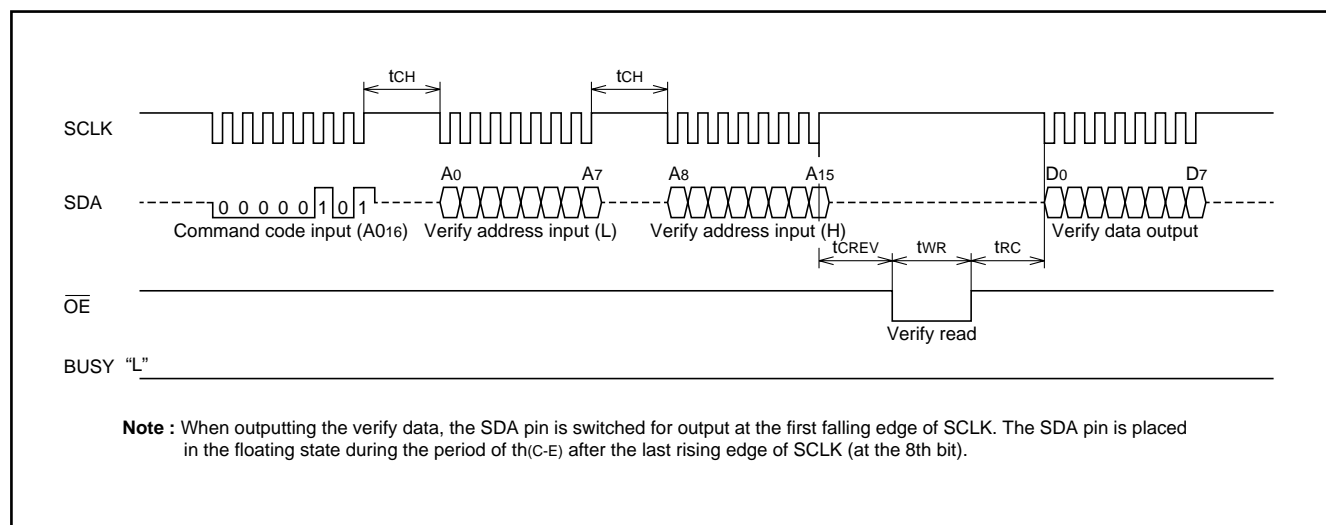 tCH tCH
SCLK
A0 A7 A8 A15 D0 D7
SDA 0 0 0 0 0 1 0 1
Command code input (A016) Verify address input (L) Verify address input (H) Verify data output
tCREV tWR tRC
OE
Verify read
BUSY “L”
Note : When outputting the verify data, the SDA pin is switched for output at the first falling edge of SCLK. The SDA pin is placed
in the floating state during the period of th(C-E) after the last rising edge of SCLK (at the 8th bit).